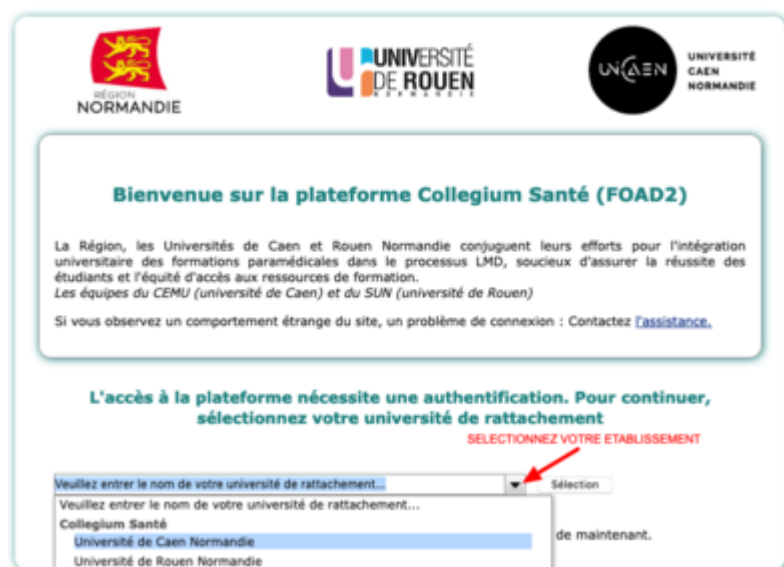 RÉGION
NORMANDIE
UNIVERSITÉ
DE ROUEN
NORMANDIE
UNICAEN
UNIVERSITÉ
CAEN
NORMANDIE
Bienvenue sur la plateforme Collegium Santé (FOAD2)
La Région, les Universités de Caen et Rouen Normandie conjuguent leurs efforts pour l'intégration
universitaire des formations paramédicales dans le processus LMD, soucieux d'assurer la réussite des
étudiants et l'équité d'accès aux ressources de formation.
Les équipes du CEMU (université de Caen) et du SUN (université de Rouen)
Si vous observez un comportement étrange du site, un problème de connexion : Contactez l'assistance.
L'accès à la plateforme nécessite une authentification. Pour continuer,
sélectionnez votre université de rattachement
SELECTIONNEZ VOTRE ETABLISSEMENT
Veuillez entrer le nom de votre université de rattachement...
Sélection
Veuillez entrer le nom de votre université de rattachement...
Collegium Santé
Université de Caen Normandie
de maintenant.
Université de Rouen Normandie